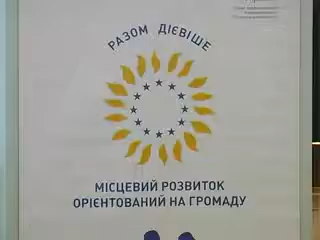 РАЗОМ ДІЄВІШЕ
МІСЦЕВИЙ РОЗВИТОК
ОРІЄНТОВАНИЙ НА ГРОМАДУ